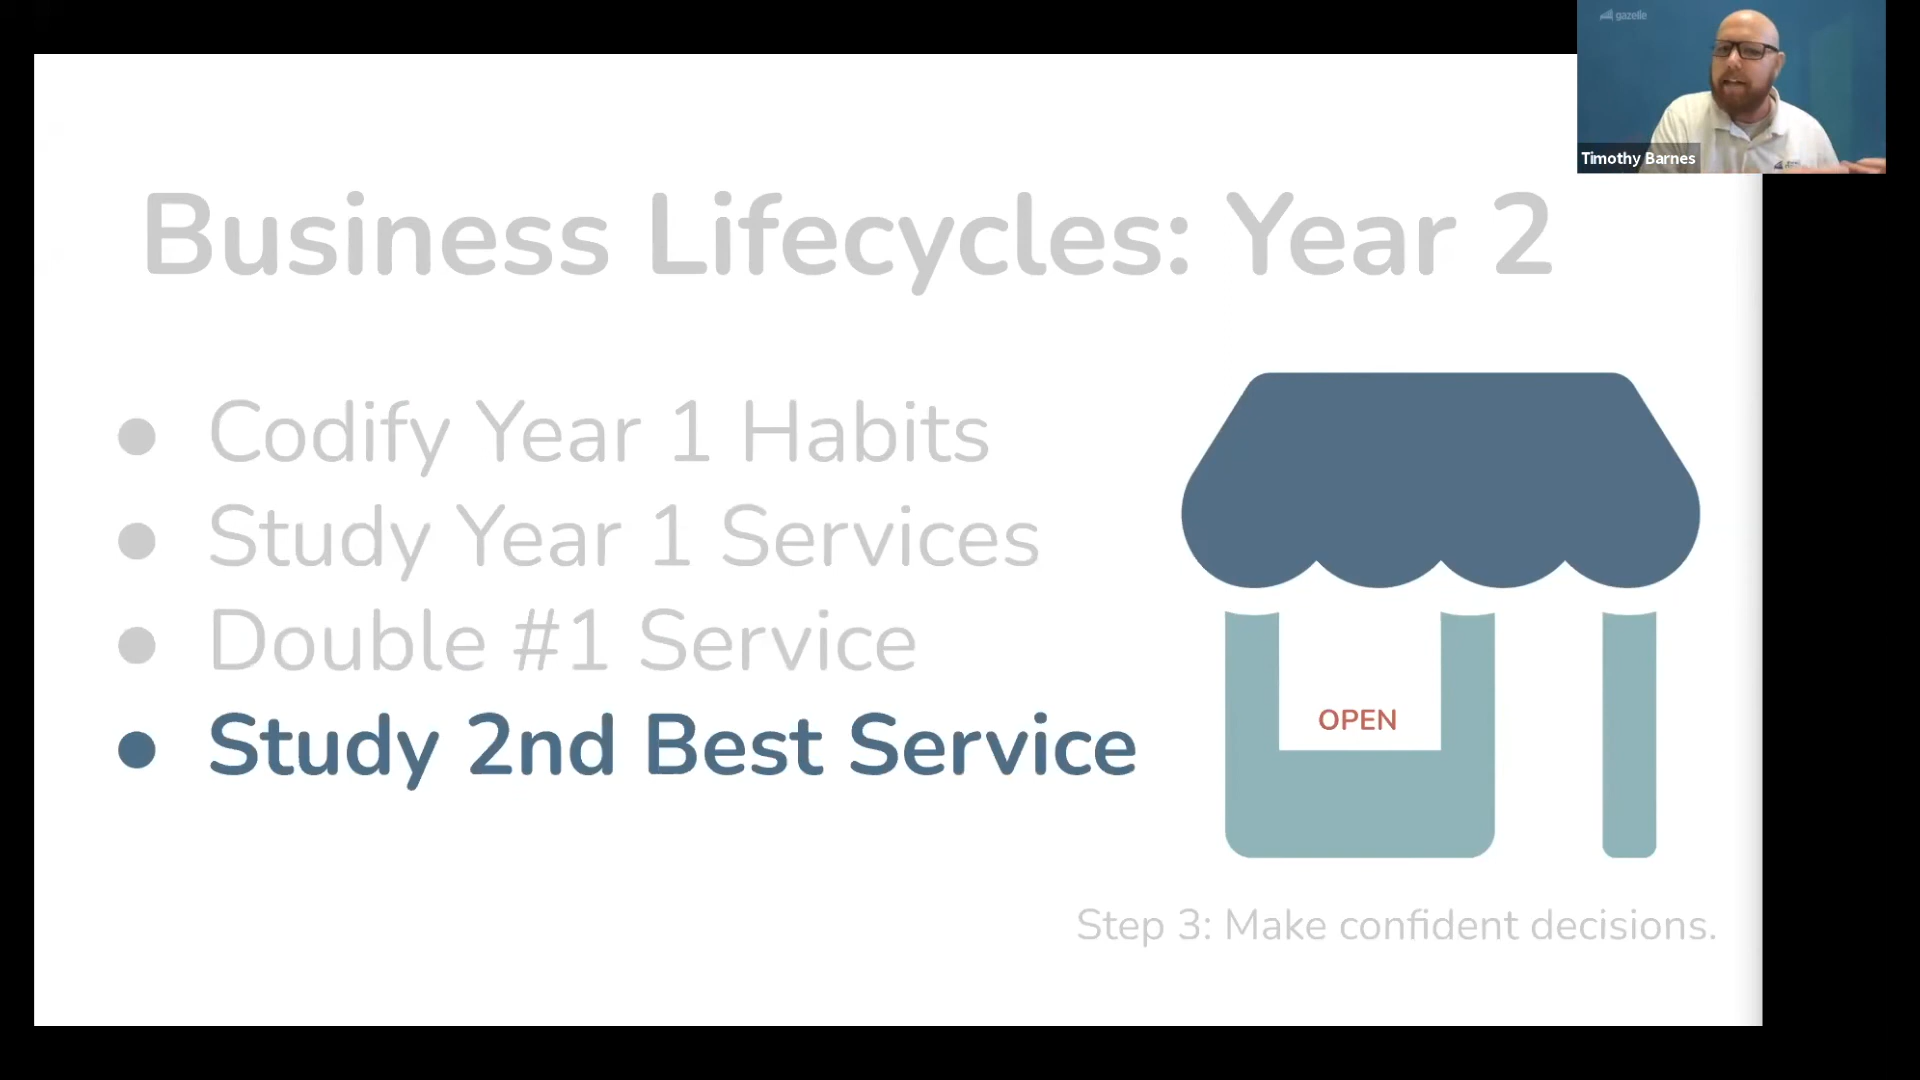 gazelle
Timothy Barnes
Business Lifecycles: Year 2
● Codify Year 1 Habits
● Study Year 1 Services
● Double #1 Service
● Study 2nd Best Service
OPEN
Step 3: Make confident decisions.